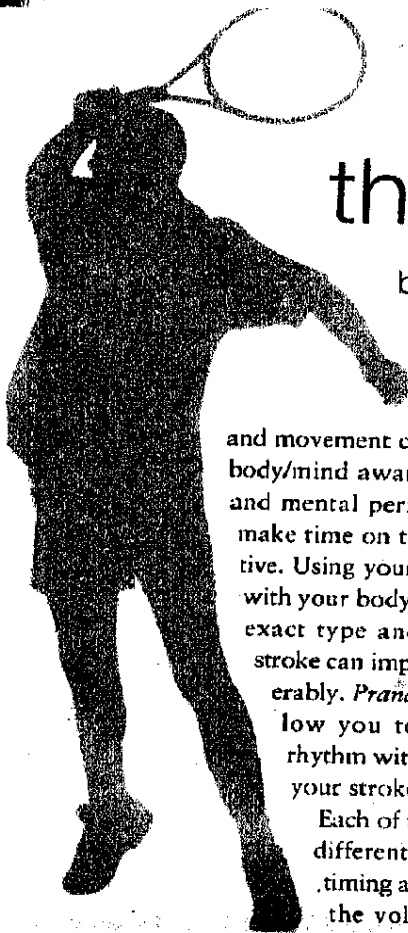 th
b
and movement c
body/mind awar
and mental per
make time on t
tive. Using your
with your body
exact type and
stroke can imp
erably. Prana
low you to
rhythm wit
your stroke
Each of
different
timing a
the vol